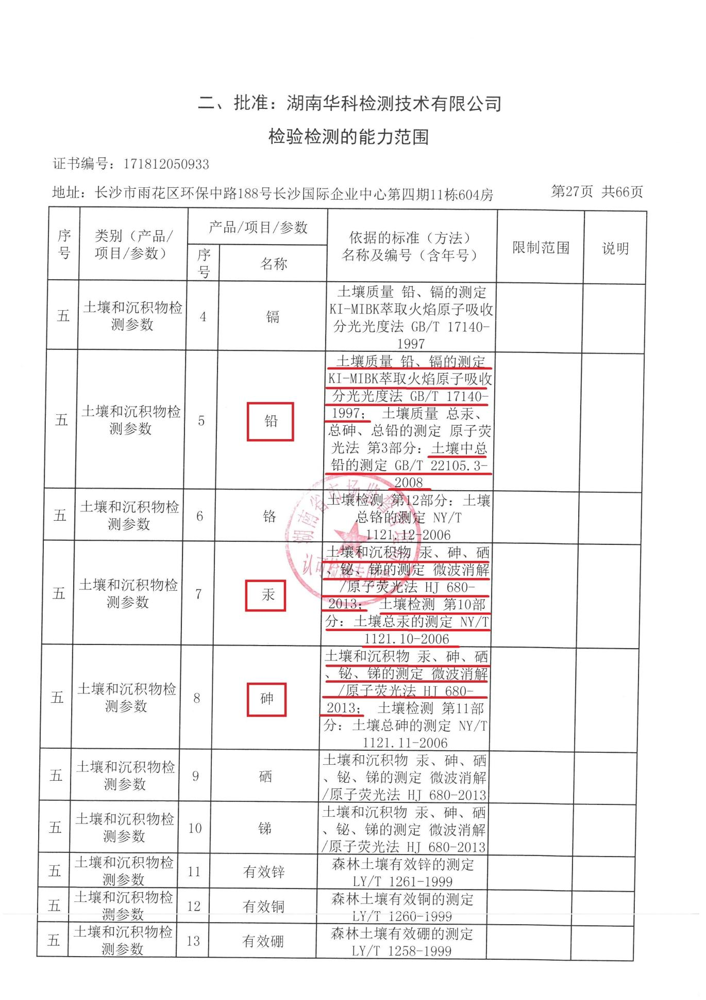 二、批准：湖南华科检测技术有限公司
检验检测的能力范围
证书编号：171812050933
地址：长沙市雨花区环保中路188号长沙国际企业中心第四期11栋604房
第27页 共66页
序号
类别（产品/
项目/参数）
产品/项目/参数
序号
名称
依据的标准（方法）
名称及编号（含年号）
限制范围
说明
五
土壤和沉积物检
测参数
4
镉
土壤质量 铅、镉的测定
KI-MIBK萃取火焰原子吸收
分光光度法 GB/T 17140-
1997
五
土壤和沉积物检
测参数
5
铅
土壤质量 铅、镉的测定
KI-MIBK萃取火焰原子吸收
分光光度法 GB/T 17140-
1997； 土壤质量 总汞、
总砷、总铅的测定 原子荧
光法 第3部分：土壤中总
铅的测定 GB/T 22105.3-
2008
五
土壤和沉积物检
测参数
6
铬
土壤检测 第12部分：土壤
总铬的测定 NY/T
1121.12-2006
五
土壤和沉积物检
测参数
7
汞
土壤和沉积物 汞、砷、硒
、铋、锑的测定 微波消解
/原子荧光法 HJ 680-
2013； 土壤检测 第10部
分：土壤总汞的测定 NY/T
1121.10-2006
五
土壤和沉积物检
测参数
8
砷
土壤和沉积物 汞、砷、硒
、铋、锑的测定 微波消解
/原子荧光法 HJ 680-
2013； 土壤检测 第11部
分：土壤总砷的测定 NY/T
1121.11-2006
五
土壤和沉积物检
测参数
9
硒
土壤和沉积物 汞、砷、硒
、铋、锑的测定 微波消解
/原子荧光法 HJ 680-2013
五
土壤和沉积物检
测参数
10
锑
土壤和沉积物 汞、砷、硒
、铋、锑的测定 微波消解
/原子荧光法 HJ 680-2013
五
土壤和沉积物检
测参数
11
有效锌
森林土壤有效锌的测定
LY/T 1261-1999
五
土壤和沉积物检
测参数
12
有效铜
森林土壤有效铜的测定
LY/T 1260-1999
五
土壤和沉积物检
测参数
13
有效硼
森林土壤有效硼的测定
LY/T 1258-1999
湖南省市场监督管理局